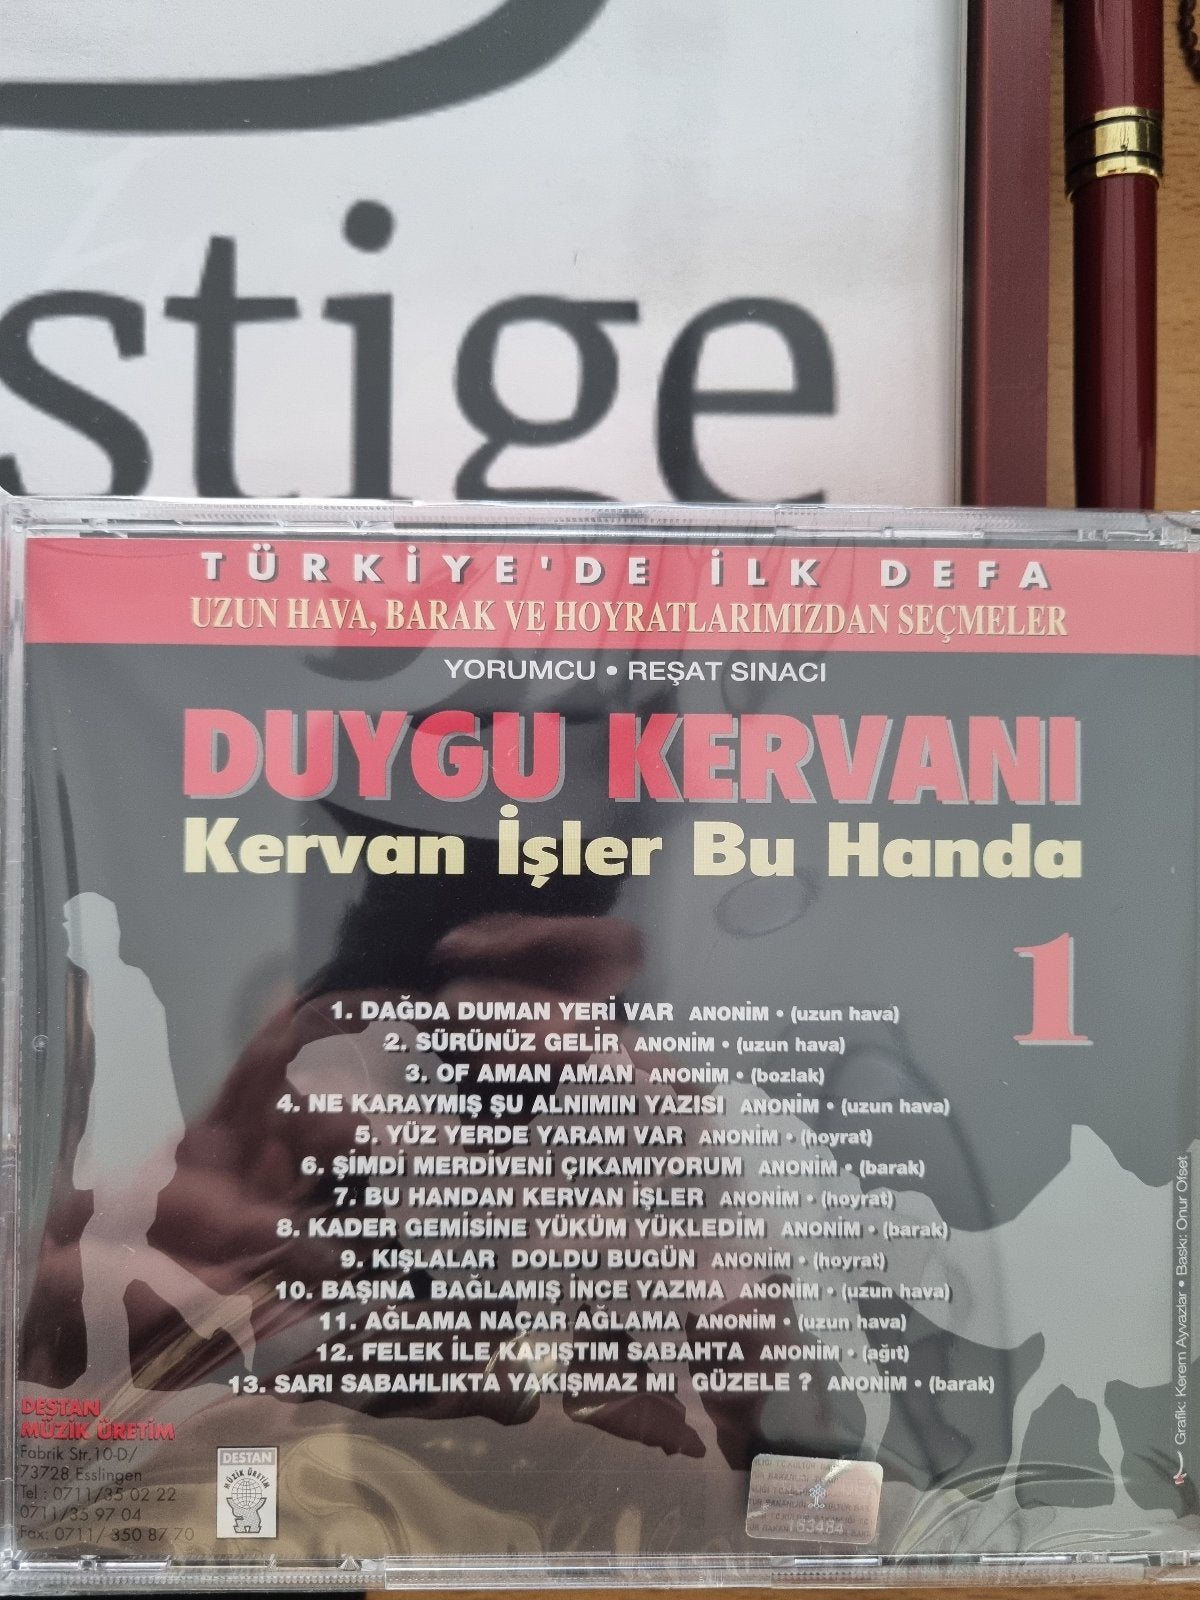 stige
TÜRKİYE'DE İLK DEFA
UZUN HAVA, BARAK VE HOYRATLARIMIZDAN SEÇMELER
YORUMCU • REŞAT SINACI
DUYGU KERVANI
Kervan İşler Bu Handa
1
1. DAĞDA DUMAN YERİ VAR ANONİM • (uzun hava)
2. SÜRÜNÜZ GELİR ANONİM • (uzun hava)
3. OF AMAN AMAN ANONİM • (bozlak)
4. NE KARAYMIŞ ŞU ALNIMIN YAZISI ANONİM • (uzun hava)
5. YÜZ YERDE YARAM VAR ANONİM • (hoyrat)
6. ŞİMDİ MERDİVENİ ÇIKAMIYORUM ANONİM • (barak)
7. BU HANDAN KERVAN İŞLER ANONİM • (hoyrat)
8. KADER GEMİSİNE YÜKÜM YÜKLEDİM ANONİM • (barak)
9. KIŞLALAR DOLDU BUGÜN ANONİM • (hoyrat)
10. BAŞINA BAĞLAMIŞ İNCE YAZMA ANONİM • (uzun hava)
11. AĞLAMA NAÇAR AĞLAMA ANONİM • (uzun hava)
12. FELEK İLE KAPIŞTIM SABAHTA ANONİM • (ağıt)
13. SARI SABAHLIKTA YAKIŞMAZ MI GÜZELE ? ANONİM • (barak)
DESTAN
MÜZİK ÜRETİM
Fabrik Str.10-D/
73728 Esslingen
Tel : 0711/35 02 22
0711/35 97 04
Fax: 0711/ 350 87 70
DESTAN
MÜZİK ÜRETİM
163484
Grafik: Kerem Ayvazlar • Baskı: Onur Ofset